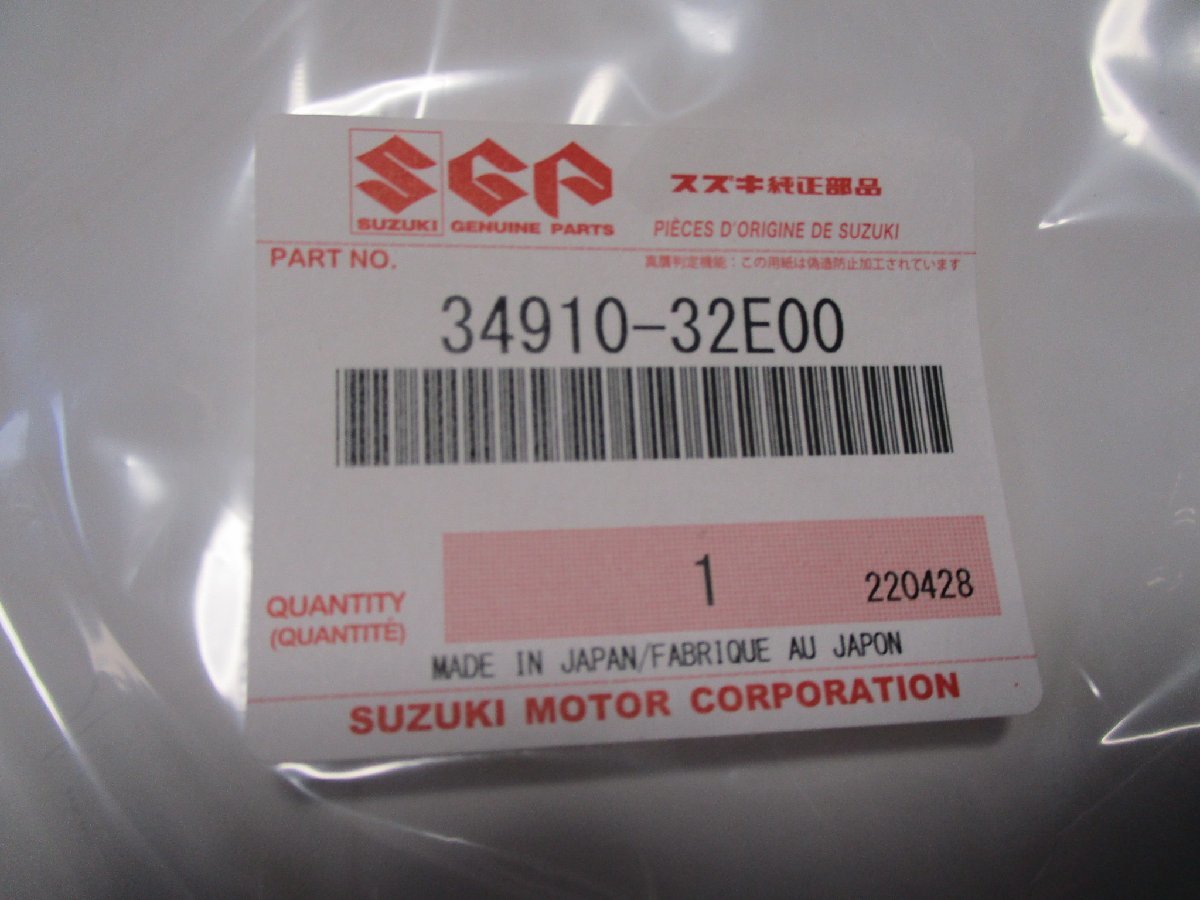 SGP スズキ純正部品
SUZUKI GENUINE PARTS PIÈCES D'ORIGINE DE SUZUKI
PART NO. 真贋判定機能：この用紙は偽造防止加工されています
34910-32E00
1 220428
QUANTITY
(QUANTITÉ)
MADE IN JAPAN/FABRIQUE AU JAPON
SUZUKI MOTOR CORPORATION